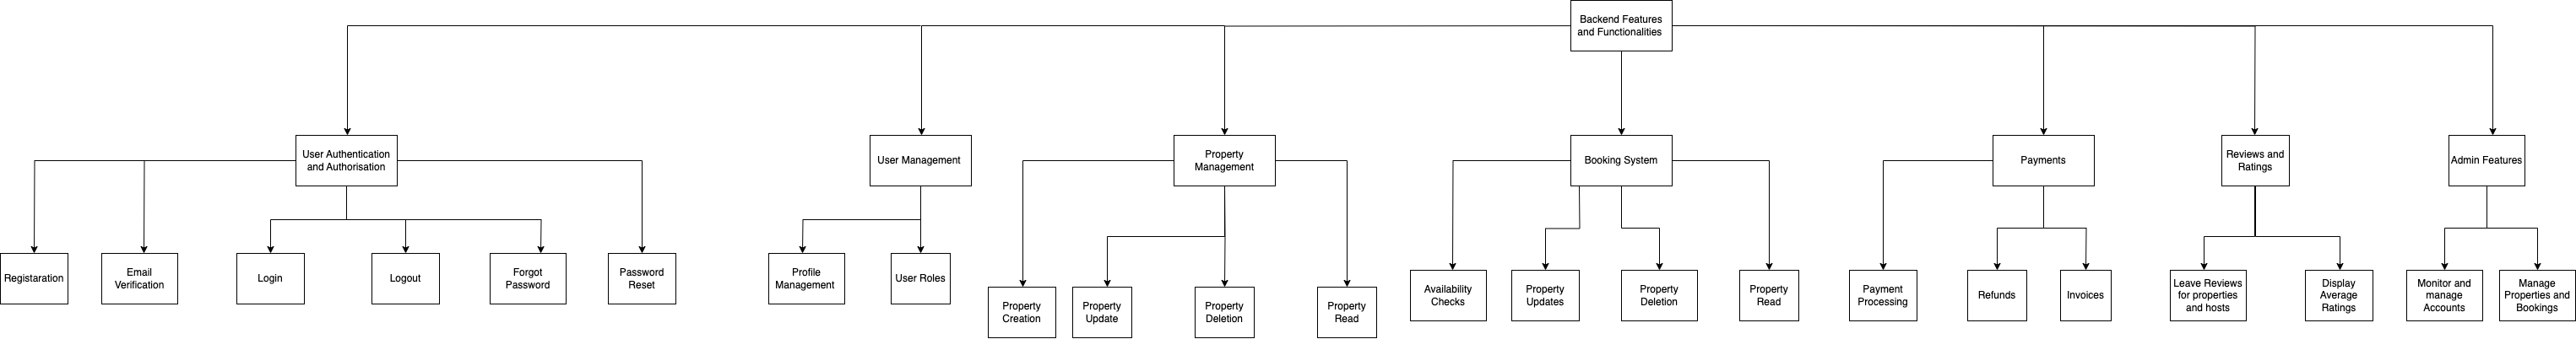 Backend Features
and Functionalities
User Authentication
and Authorisation
User Management
Property
Management
Booking System
Payments
Reviews and
Ratings
Admin Features
Registaration
Email
Verification
Login
Logout
Forgot
Password
Password
Reset
Profile
Management
User Roles
Property
Creation
Property
Update
Property
Deletion
Property
Read
Availability
Checks
Property
Updates
Property
Deletion
Property
Read
Payment
Processing
Refunds
Invoices
Leave Reviews
for properties
and hosts
Display
Average
Ratings
Monitor and
manage
Accounts
Manage
Properties and
Bookings